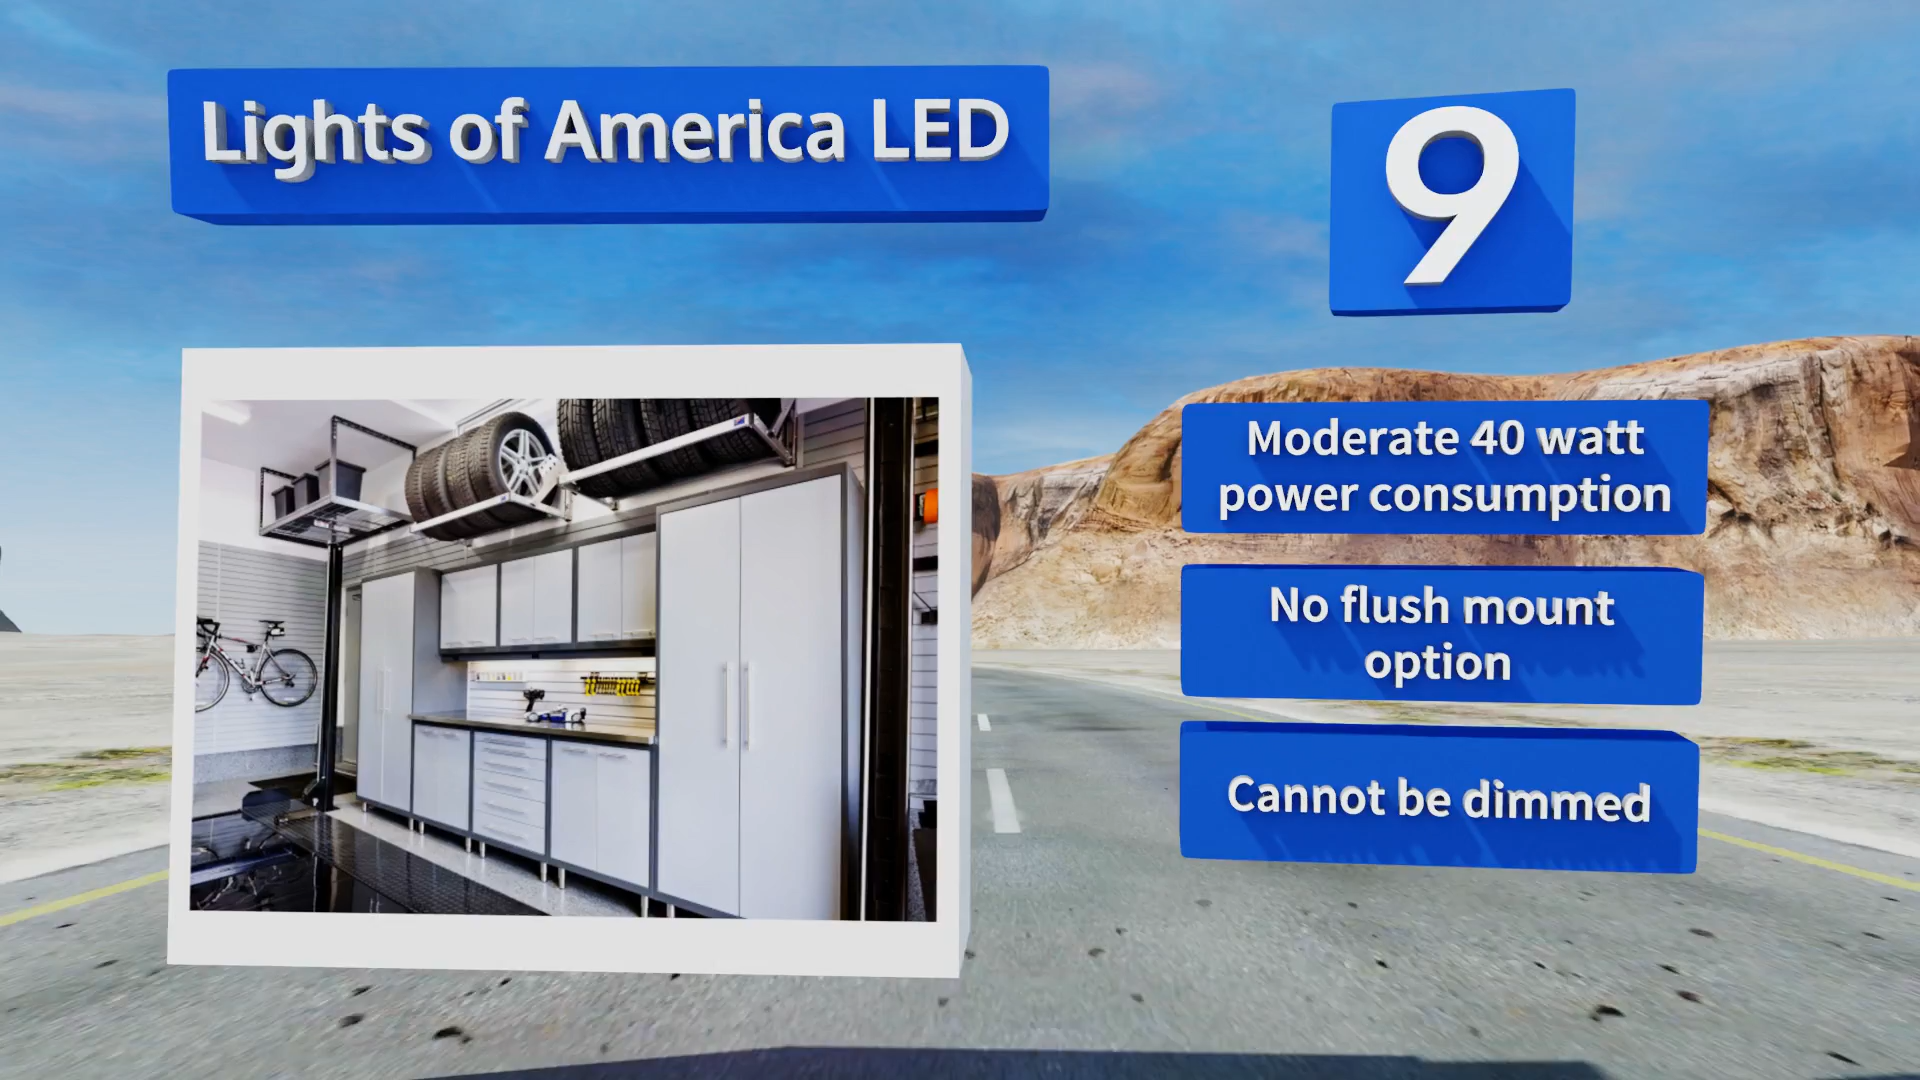 Lights of America LED
9
Moderate 40 watt
power consumption
No flush mount
option
Cannot be dimmed